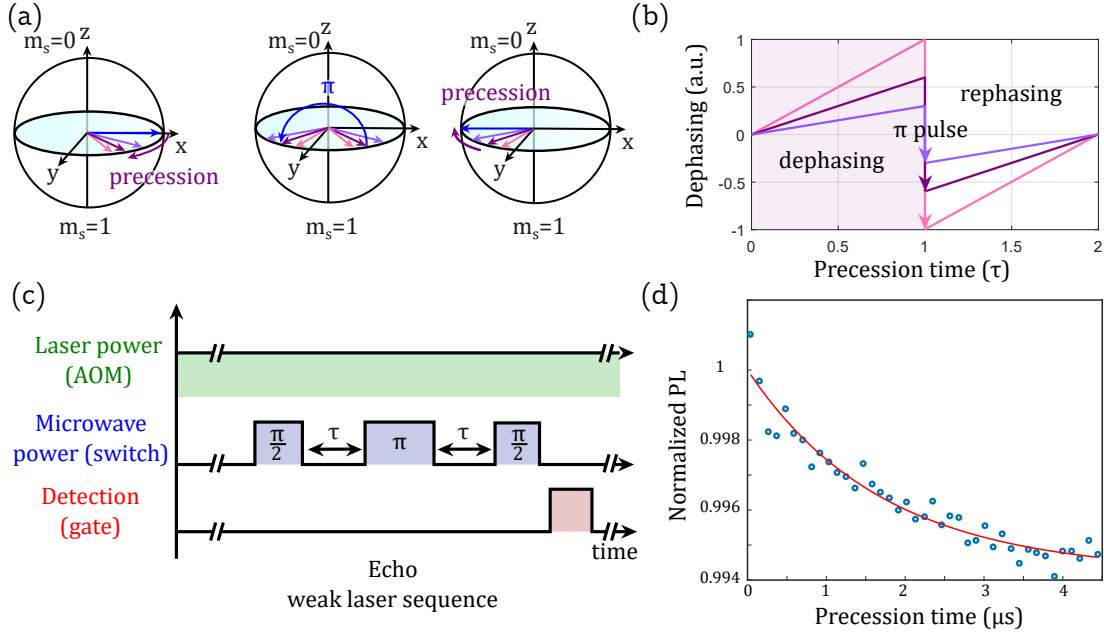 (a)
z
m_s=0
x
y
precession
m_s=1
z
m_s=0
π
x
y
m_s=1
z
m_s=0
precession
x
y
m_s=1
(b)
Dephasing (a.u.)
1
0.5
0
-0.5
-1
rephasing
π pulse
dephasing
0
0.5
1
1.5
2
Precession time (τ)
(c)
Laser power
(AOM)
Microwave
power (switch)
π/2
τ
π
τ
π/2
Detection
(gate)
time
Echo
weak laser sequence
(d)
Normalized PL
1
0.998
0.996
0.994
0
1
2
3
4
Precession time (μs)